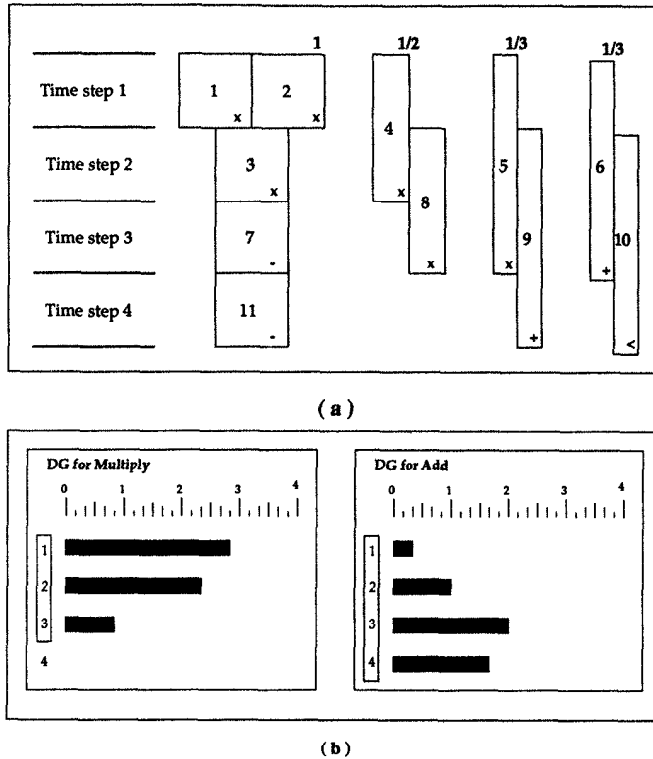 1 1/2 1/3 1/3
Time step 1 1 x 2 x
4 x
5 x
6 +
Time step 2 3 x
8 x
Time step 3 7 -
9 +
10 <
Time step 4 11 -
(a)
DG for Multiply
0 1 2 3 4
1
2
3
4
DG for Add
0 1 2 3 4
1
2
3
4
(b)